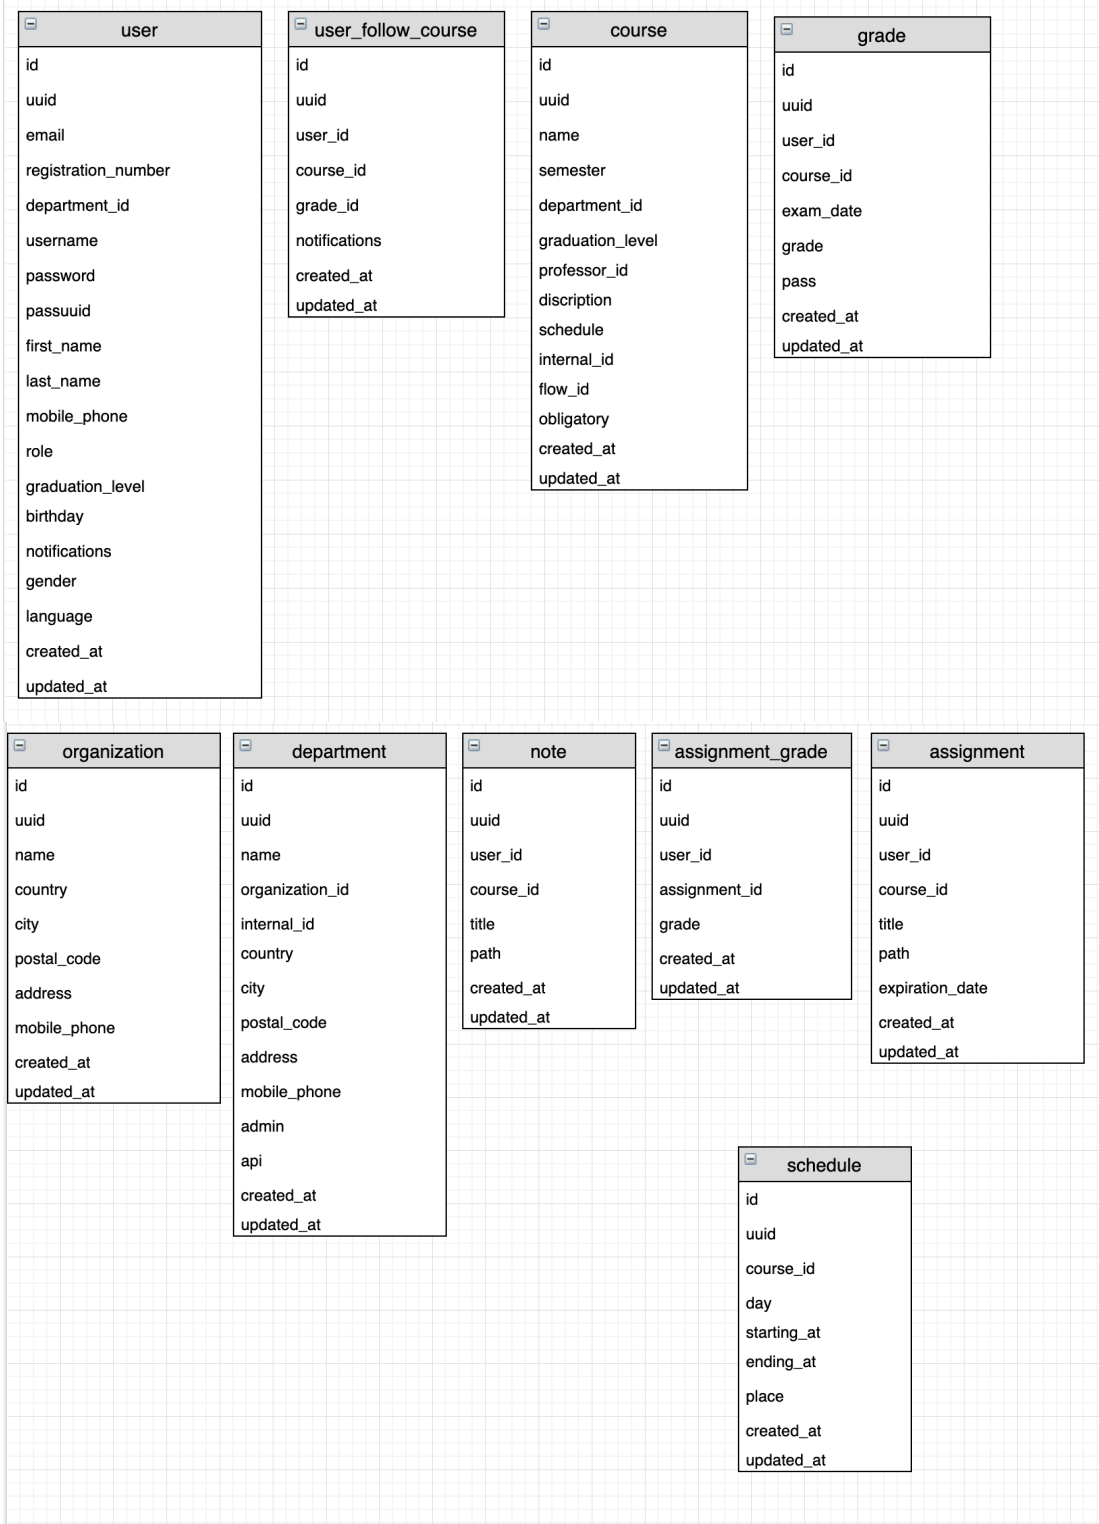 user
id
uuid
email
registration_number
department_id
username
password
passuuid
first_name
last_name
mobile_phone
role
graduation_level
birthday
notifications
gender
language
created_at
updated_at
user_follow_course
id
uuid
user_id
course_id
grade_id
notifications
created_at
updated_at
course
id
uuid
name
semester
department_id
graduation_level
professor_id
discription
schedule
internal_id
flow_id
obligatory
created_at
updated_at
grade
id
uuid
user_id
course_id
exam_date
grade
pass
created_at
updated_at
organization
id
uuid
name
country
city
postal_code
address
mobile_phone
created_at
updated_at
department
id
uuid
name
organization_id
internal_id
country
city
postal_code
address
mobile_phone
admin
api
created_at
updated_at
note
id
uuid
user_id
course_id
title
path
created_at
updated_at
assignment_grade
id
uuid
user_id
assignment_id
grade
created_at
updated_at
assignment
id
uuid
user_id
course_id
title
path
expiration_date
created_at
updated_at
schedule
id
uuid
course_id
day
starting_at
ending_at
place
created_at
updated_at